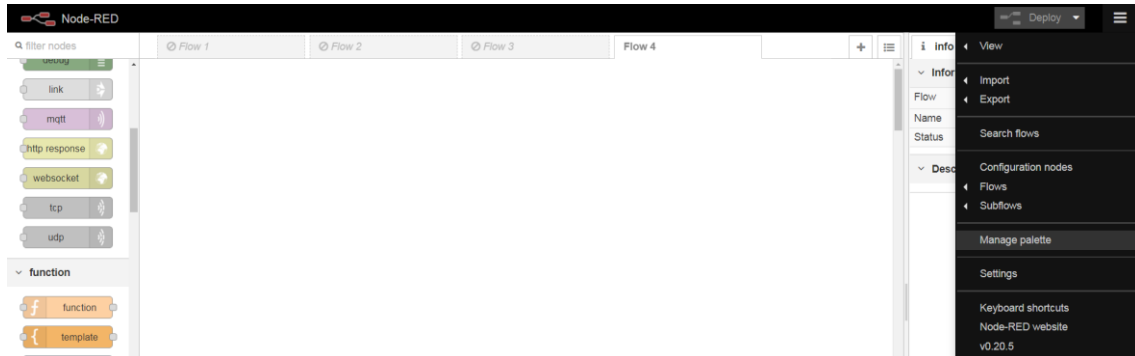 Node-RED
Deploy
filter nodes
Flow 1
Flow 2
Flow 3
Flow 4
debug
link
mqtt
http response
websocket
tcp
udp
function
function
template
i info
Infor
Flow
Name
Status
Desc
View
Import
Export
Search flows
Configuration nodes
Flows
Subflows
Manage palette
Settings
Keyboard shortcuts
Node-RED website
v0.20.5